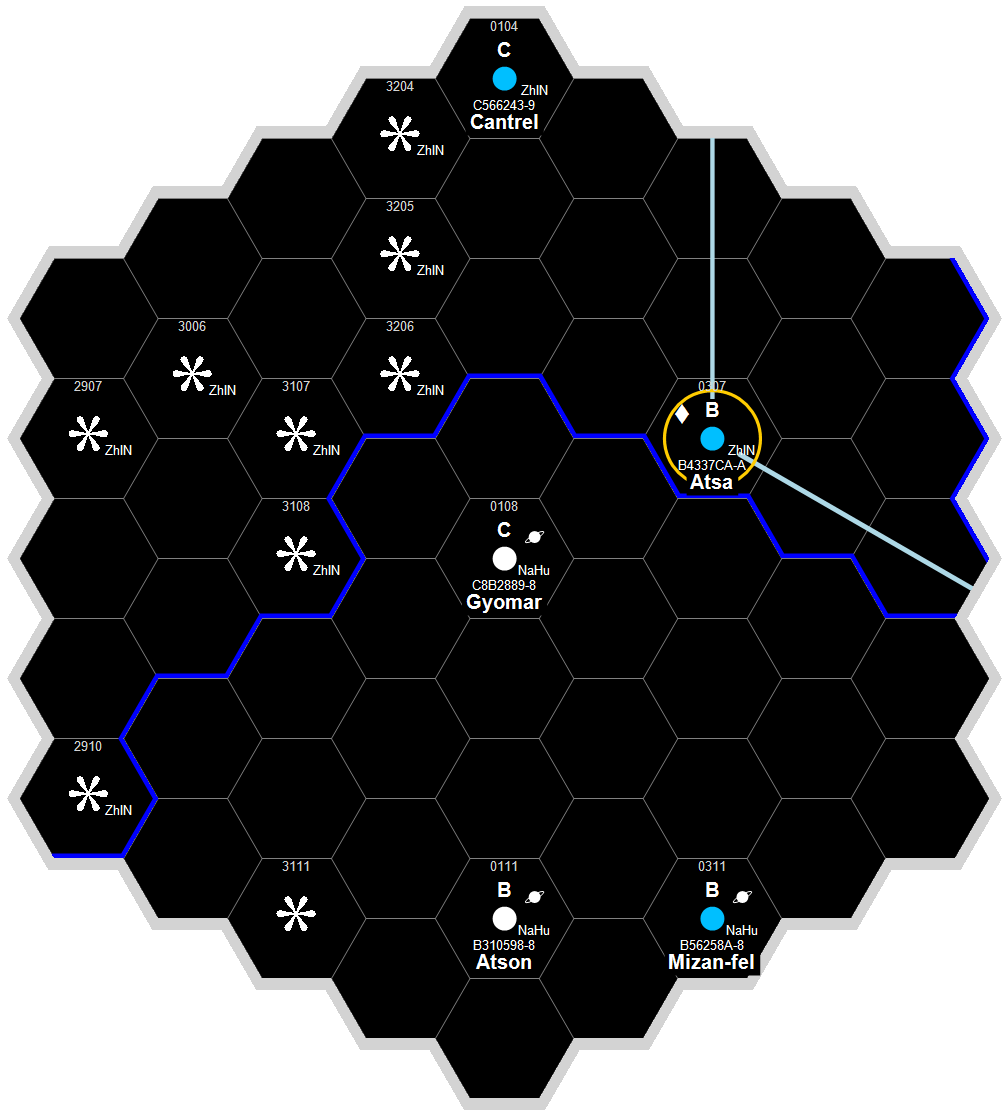 0104
C
ZhIN
C566243-9
Cantrel
3204
ZhIN
3205
ZhIN
3006
ZhIN
3206
ZhIN
2907
ZhIN
3107
ZhIN
0307
B
ZhIN
B4337CA-A
Atsa
3108
ZhIN
0108
C
NaHu
C8B2889-8
Gyomar
2910
ZhIN
3111
0111
B
NaHu
B310598-8
Atson
0311
B
NaHu
B56258A-8
Mizan-fel